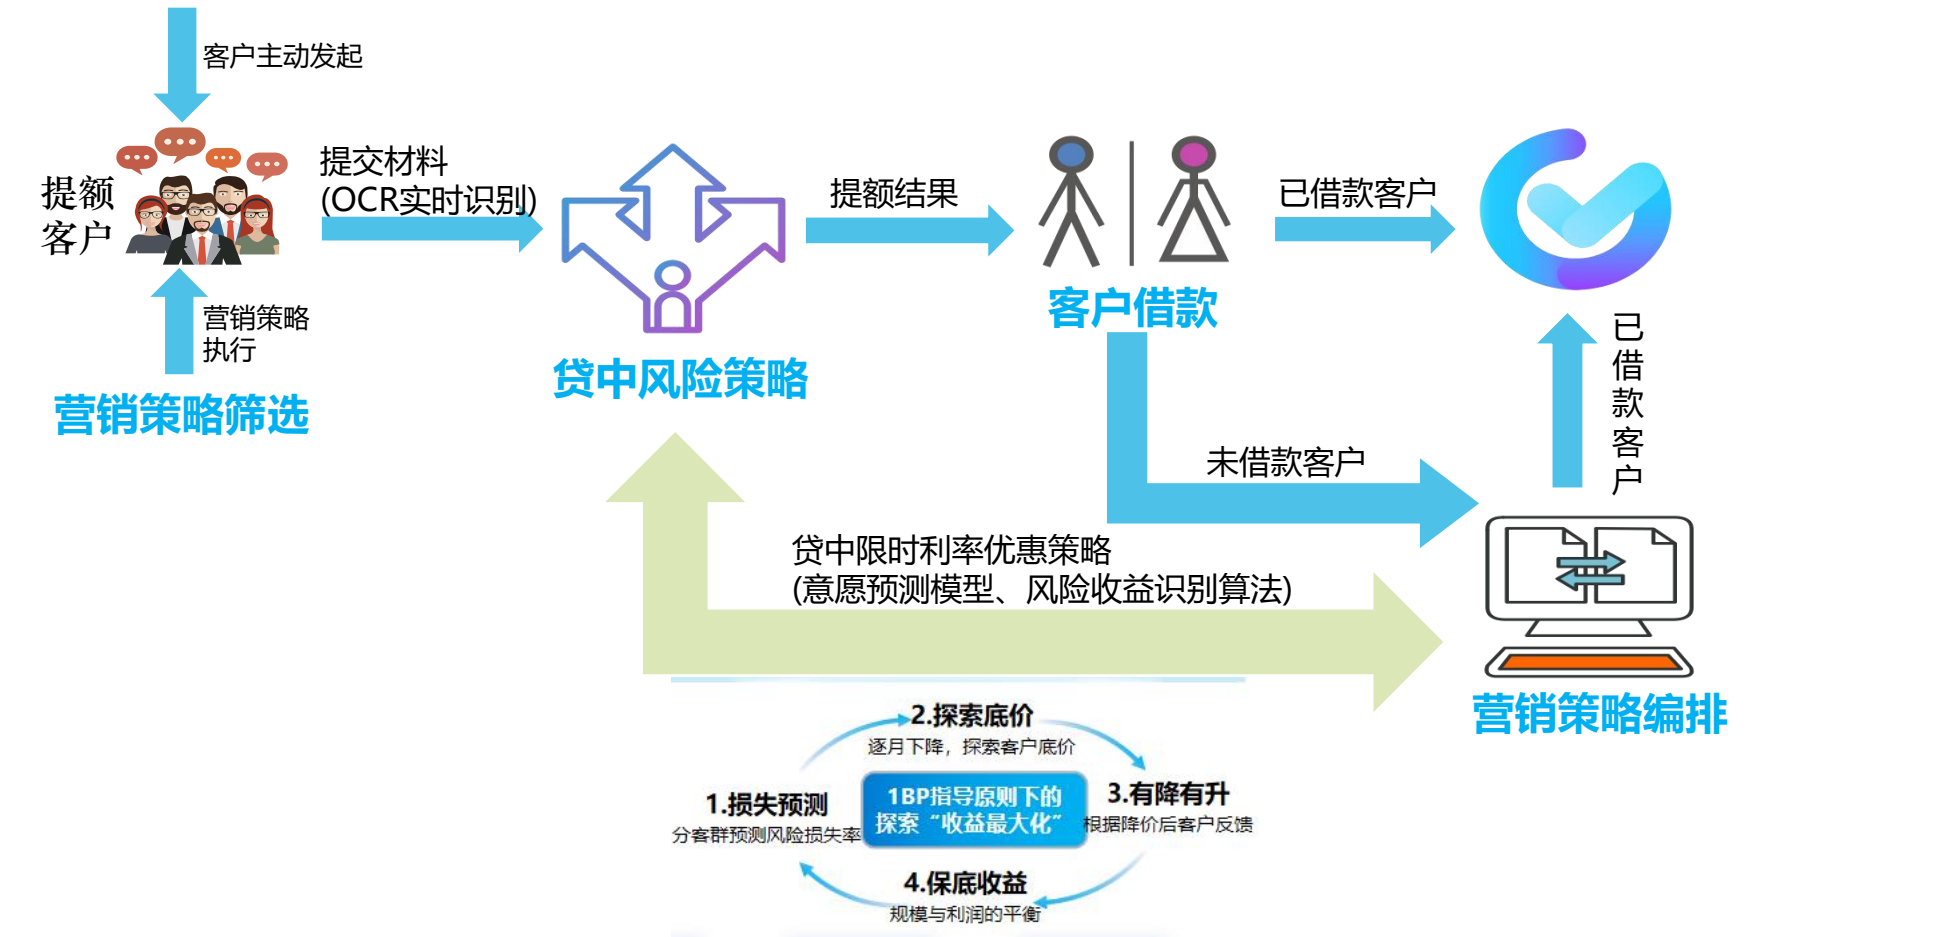 客户主动发起
提额
客户
提交材料
(OCR实时识别)
营销策略
执行
营销策略筛选
贷中风险策略
提额结果
客户借款
已借款客户
未借款客户
已
借
款
客
户
贷中限时利率优惠策略
(意愿预测模型、风险收益识别算法)
营销策略编排
2.探索底价
逐月下降，探索客户底价
1.损失预测
分客群预测风险损失率
1BP指导原则下的
探索“收益最大化”
3.有降有升
根据降价后客户反馈
4.保底收益
规模与利润的平衡